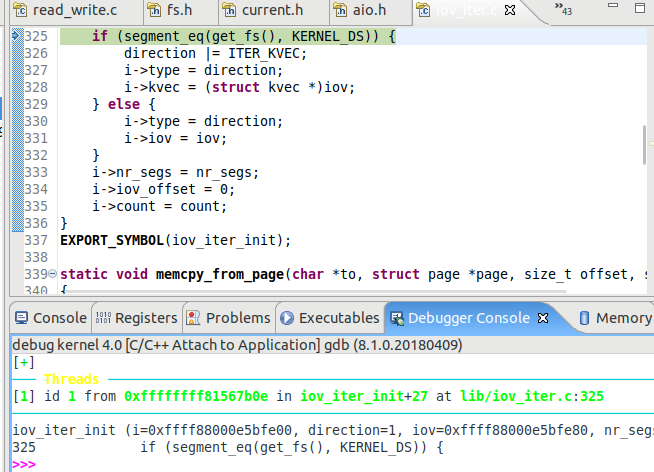 read_write.c fs.h current.h aio.h iov_iter.c 43
325 if (segment_eq(get_fs(), KERNEL_DS)) {
326 direction |= ITER_KVEC;
327 i->type = direction;
328 i->kvec = (struct kvec *)iov;
329 } else {
330 i->type = direction;
331 i->iov = iov;
332 }
333 i->nr_segs = nr_segs;
334 i->iov_offset = 0;
335 i->count = count;
336 }
337 EXPORT_SYMBOL(iov_iter_init);
338
339 static void memcpy_from_page(char *to, struct page *page, size_t offset, s
340 {
Console Registers Problems Executables Debugger Console Memory
debug kernel 4.0 [C/C++ Attach to Application] gdb (8.1.0.20180409)
[+]
Threads
[1] id 1 from 0xffffffff81567b0e in iov_iter_init+27 at lib/iov_iter.c:325
iov_iter_init (i=0xffff88000e5bfe00, direction=1, iov=0xffff88000e5bfe80, nr_seg
325 if (segment_eq(get_fs(), KERNEL_DS)) {
>>>